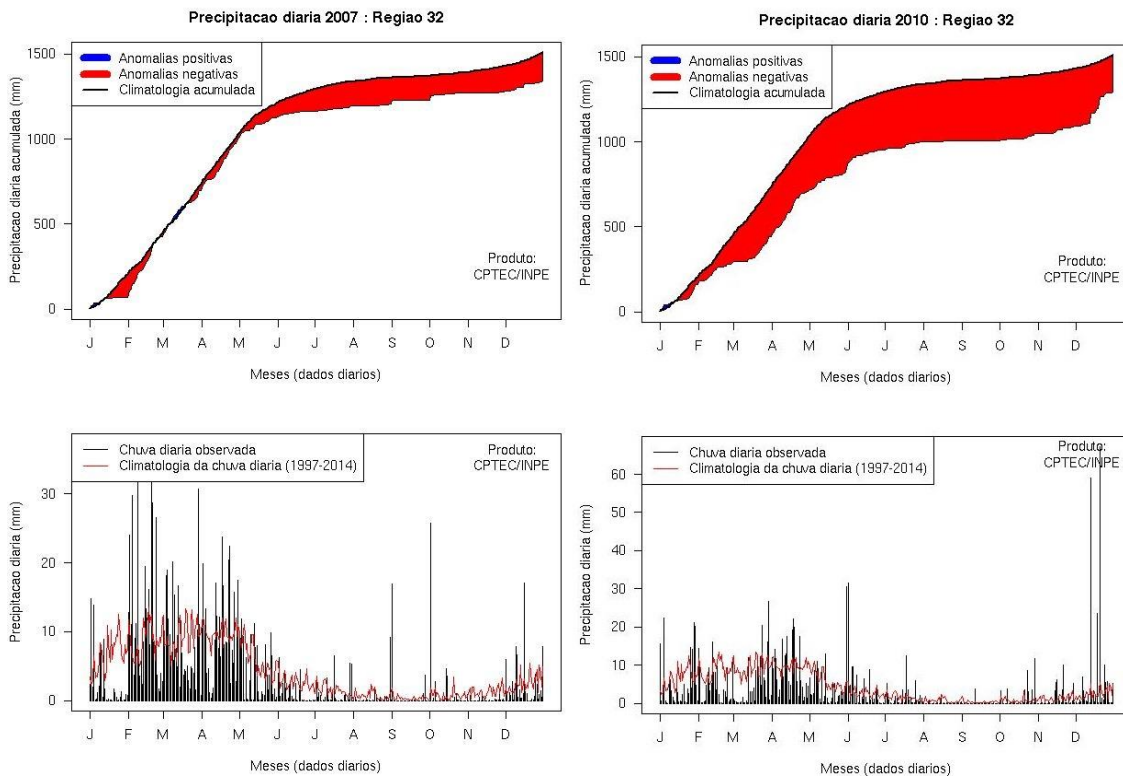 Precipitacao diaria 2007 : Regiao 32
Precipitacao diaria acumulada (mm)
1500
1000
500
0
Anomalias positivas
Anomalias negativas
Climatologia acumulada
Produto:
CPTEC/INPE
J F M A M J J A S O N D
Meses (dados diarios)
Precipitacao diaria 2010 : Regiao 32
Precipitacao diaria acumulada (mm)
1500
1000
500
0
Anomalias positivas
Anomalias negativas
Climatologia acumulada
Produto:
CPTEC/INPE
J F M A M J J A S O N D
Meses (dados diarios)
Precipitacao diaria (mm)
30
20
10
0
Chuva diaria observada
Climatologia da chuva diaria (1997-2014)
Produto:
CPTEC/INPE
J F M A M J J A S O N D
Meses (dados diarios)
Precipitacao diaria (mm)
60
50
40
30
20
10
0
Chuva diaria observada
Climatologia da chuva diaria (1997-2014)
Produto:
CPTEC/INPE
J F M A M J J A S O N D
Meses (dados diarios)